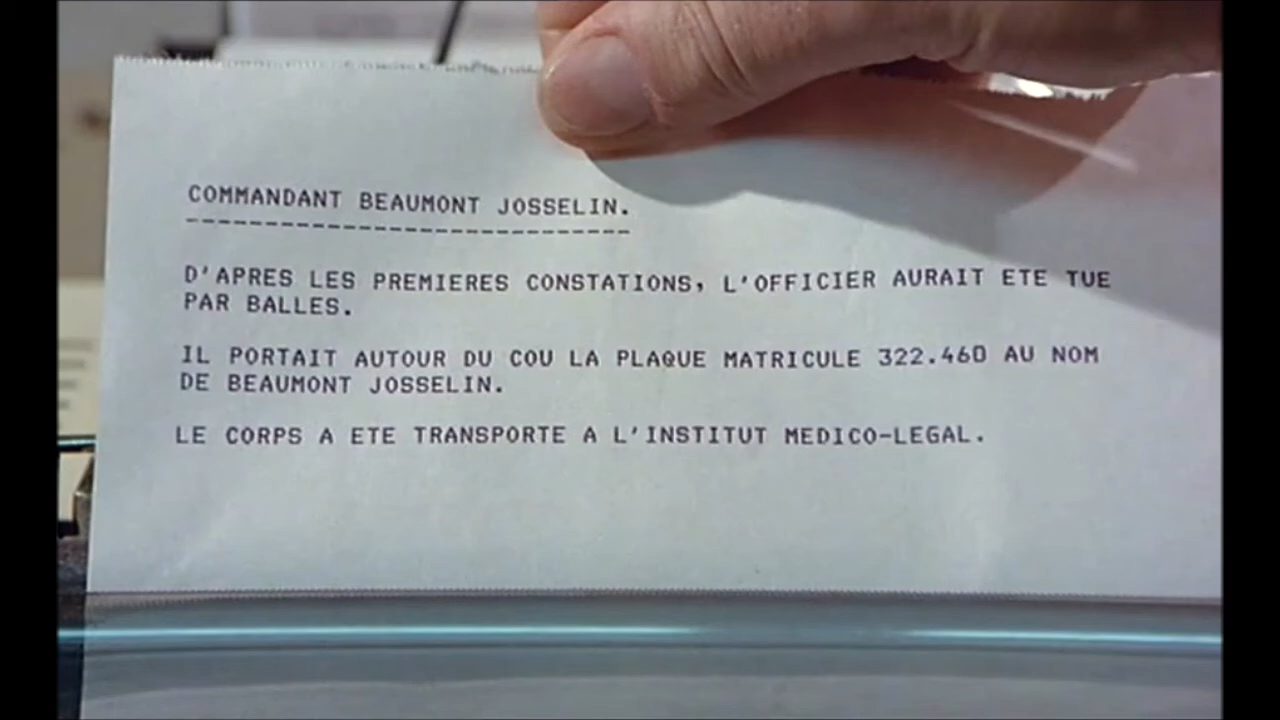 COMMANDANT BEAUMONT JOSSELIN.
----------------------------
D'APRES LES PREMIERES CONSTATIONS, L'OFFICIER AURAIT ETE TUE
PAR BALLES.
IL PORTAIT AUTOUR DU COU LA PLAQUE MATRICULE 322.460 AU NOM
DE BEAUMONT JOSSELIN.
LE CORPS A ETE TRANSPORTE A L'INSTITUT MEDICO-LEGAL.